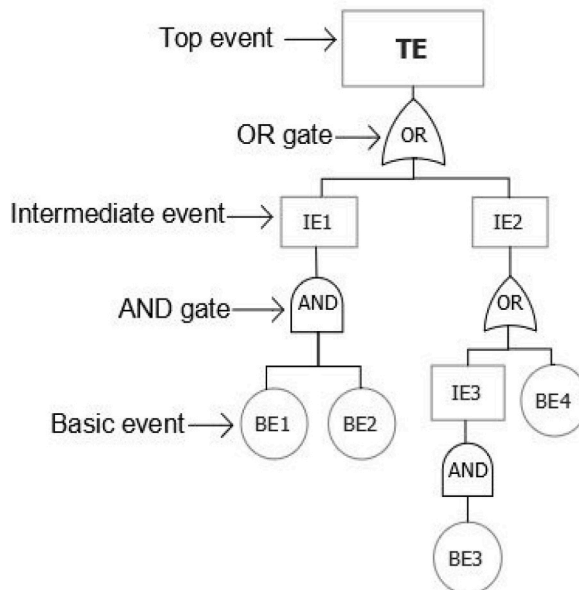 Top event
TE
OR gate
OR
Intermediate event
IE1
IE2
AND gate
AND
OR
Basic event
BE1
BE2
IE3
BE4
AND
BE3